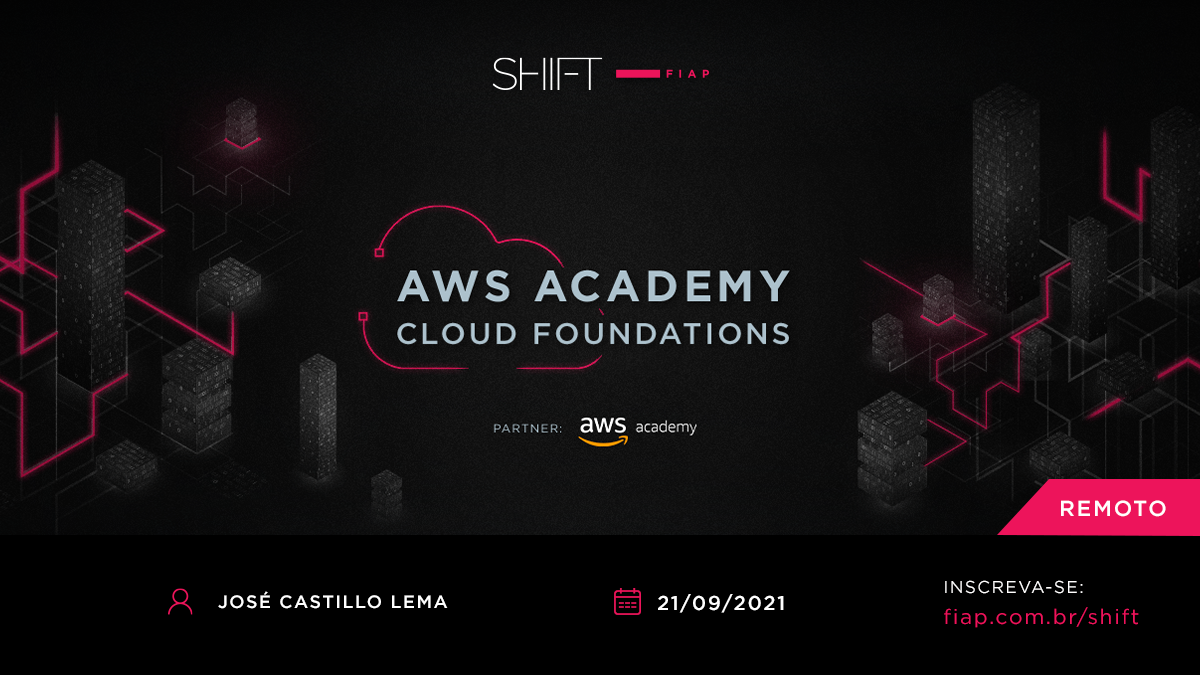 SHIFT FIAP
AWS ACADEMY
CLOUD FOUNDATIONS
PARTNER: aws academy
REMOTO
JOSÉ CASTILLO LEMA
21/09/2021
INSCREVA-SE:
fiap.com.br/shift